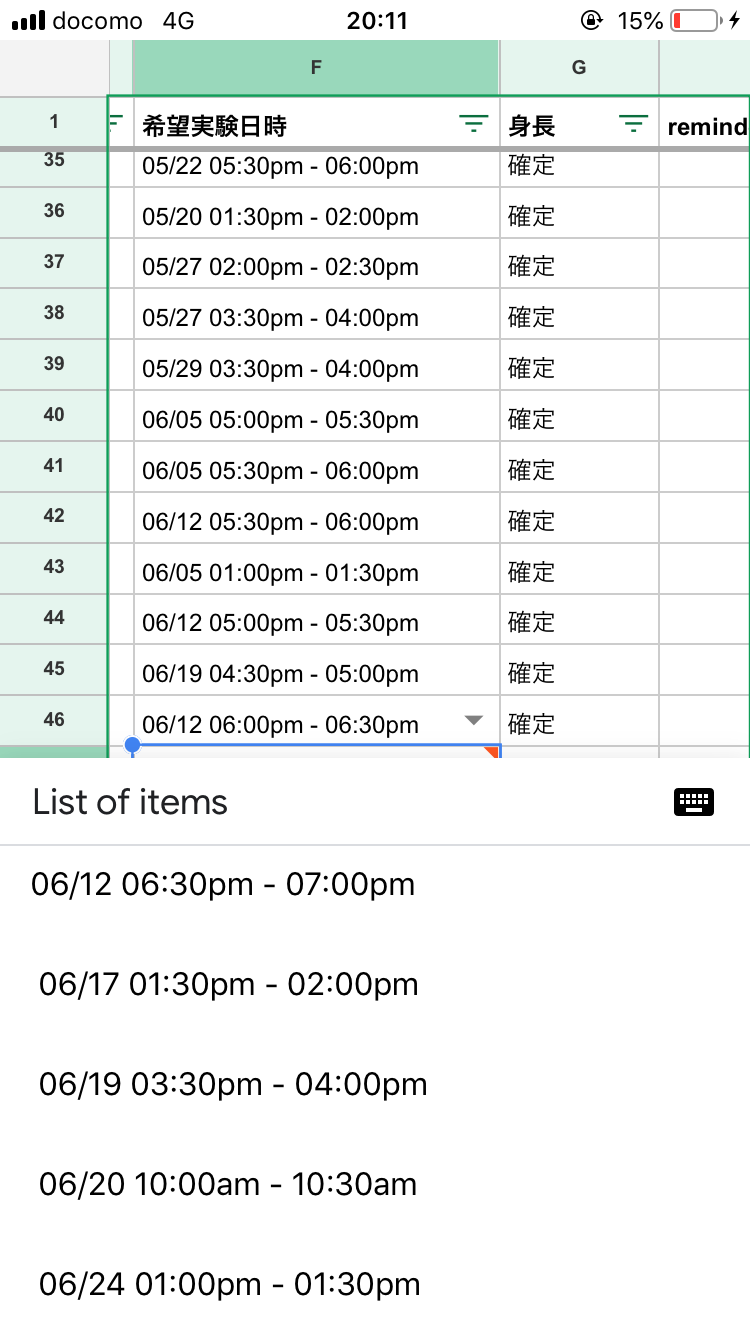 docomo 4G 20:11 15%
F G
1 希望実験日時 身長 remind
35 05/22 05:30pm - 06:00pm 確定
36 05/20 01:30pm - 02:00pm 確定
37 05/27 02:00pm - 02:30pm 確定
38 05/27 03:30pm - 04:00pm 確定
39 05/29 03:30pm - 04:00pm 確定
40 06/05 05:00pm - 05:30pm 確定
41 06/05 05:30pm - 06:00pm 確定
42 06/12 05:30pm - 06:00pm 確定
43 06/05 01:00pm - 01:30pm 確定
44 06/12 05:00pm - 05:30pm 確定
45 06/19 04:30pm - 05:00pm 確定
46 06/12 06:00pm - 06:30pm 確定
List of items
06/12 06:30pm - 07:00pm
06/17 01:30pm - 02:00pm
06/19 03:30pm - 04:00pm
06/20 10:00am - 10:30am
06/24 01:00pm - 01:30pm